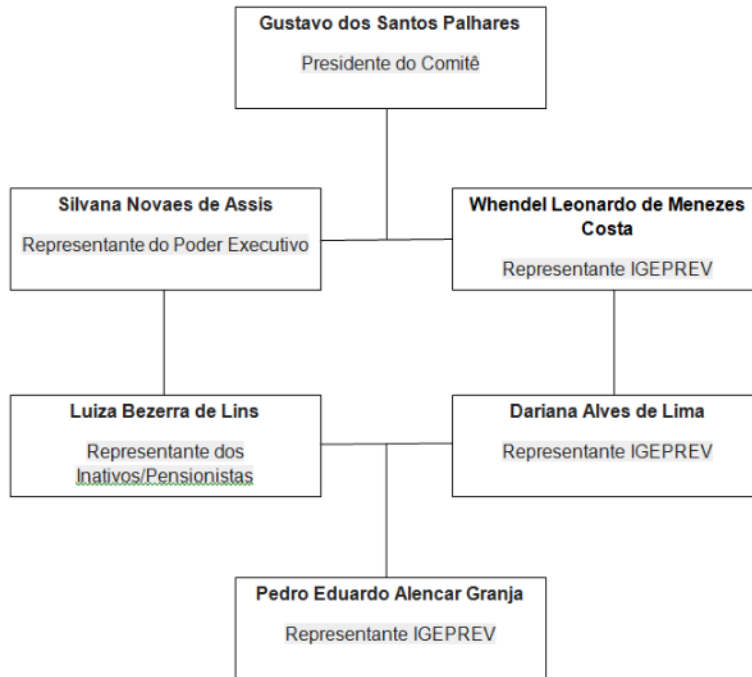 Gustavo dos Santos Palhares
Presidente do Comitê
Silvana Novaes de Assis
Representante do Poder Executivo
Whendel Leonardo de Menezes
Costa
Representante IGEPREV
Luiza Bezerra de Lins
Representante dos
Inativos/Pensionistas
Dariana Alves de Lima
Representante IGEPREV
Pedro Eduardo Alencar Granja
Representante IGEPREV